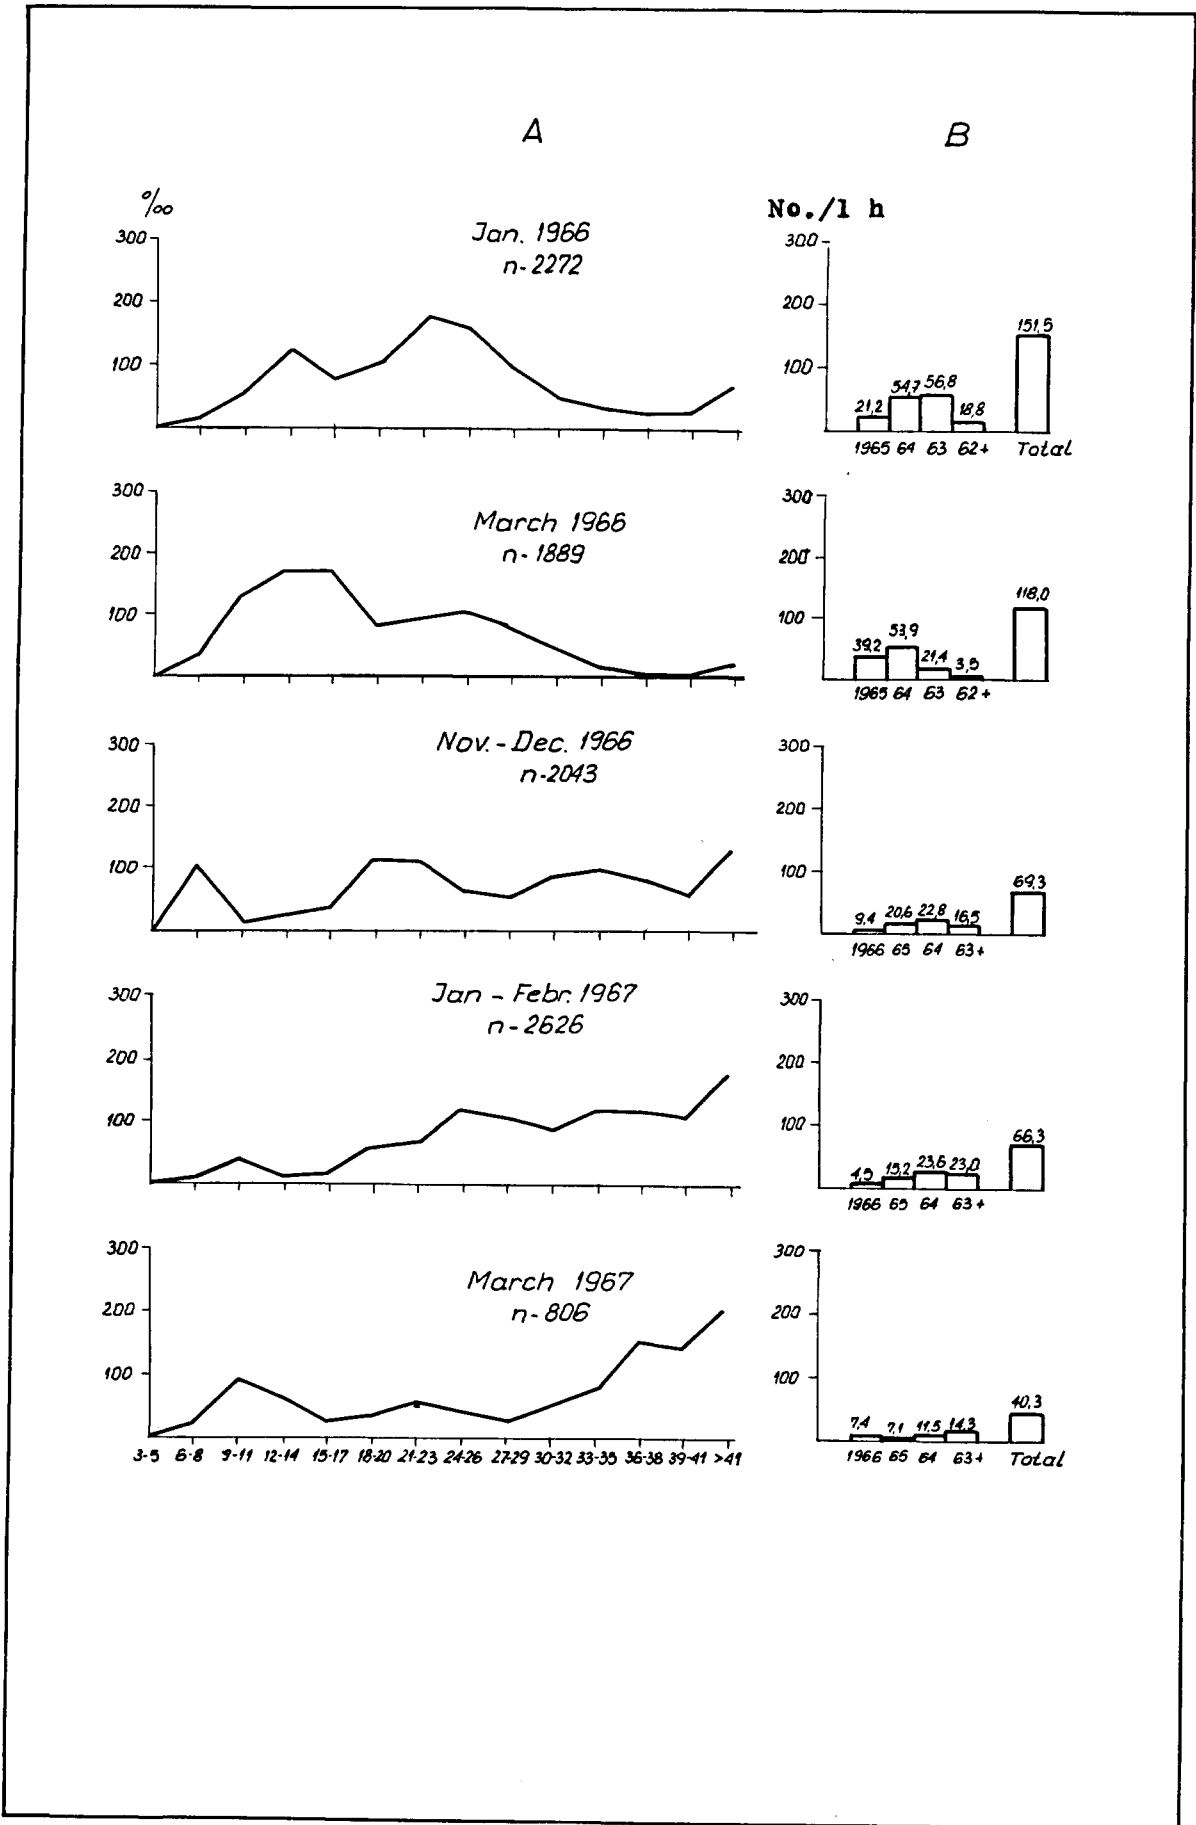 A B
‰ No./1 h
Jan. 1966
n-2272
300
200
100
300
200
100
21,2 54,7 56,8 18,8 151,5
1965 64 63 62+ Total
March 1966
n-1889
300
200
100
300
200
100
39,2 53,9 21,4 3,5 118,0
1965 64 63 62+
Nov.-Dec. 1966
n-2043
300
200
100
300
200
100
9,4 20,6 22,8 16,5 69,3
1966 65 64 63+
Jan - Febr. 1967
n-2626
300
200
100
300
200
100
4,5 15,2 23,6 23,0 66,3
1966 65 64 63+
March 1967
n-806
300
200
100
300
200
100
7,4 7,1 11,5 14,3 40,3
3-5 6-8 9-11 12-14 15-17 18-20 21-23 24-26 27-29 30-32 33-35 36-38 39-41 >41
1966 65 64 63+ Total